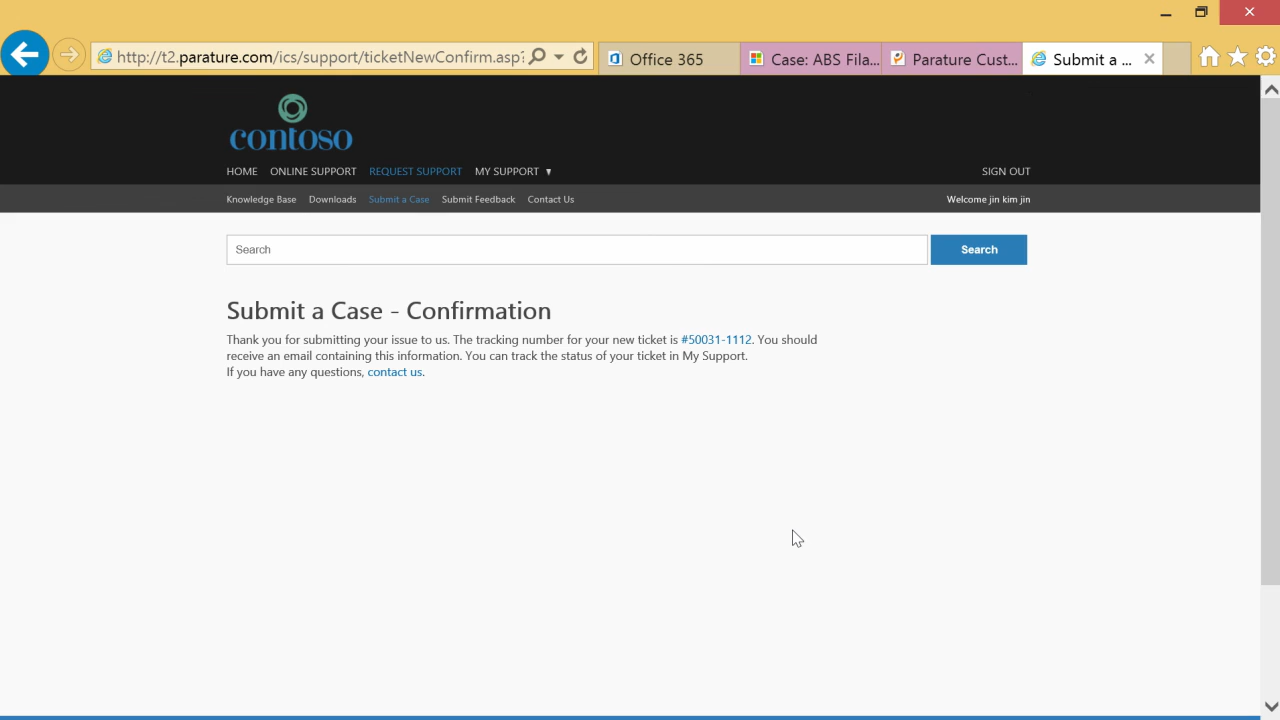 http://t2.parature.com/ics/support/ticketNewConfirm.asp?
Office 365
Case: ABS Fila...
Parature Cust...
Submit a ...
contoso
HOME ONLINE SUPPORT REQUEST SUPPORT MY SUPPORT SIGN OUT
Knowledge Base Downloads Submit a Case Submit Feedback Contact Us Welcome jin kim jin
Search Search
Submit a Case - Confirmation
Thank you for submitting your issue to us. The tracking number for your new ticket is #50031-1112. You should
receive an email containing this information. You can track the status of your ticket in My Support.
If you have any questions, contact us.